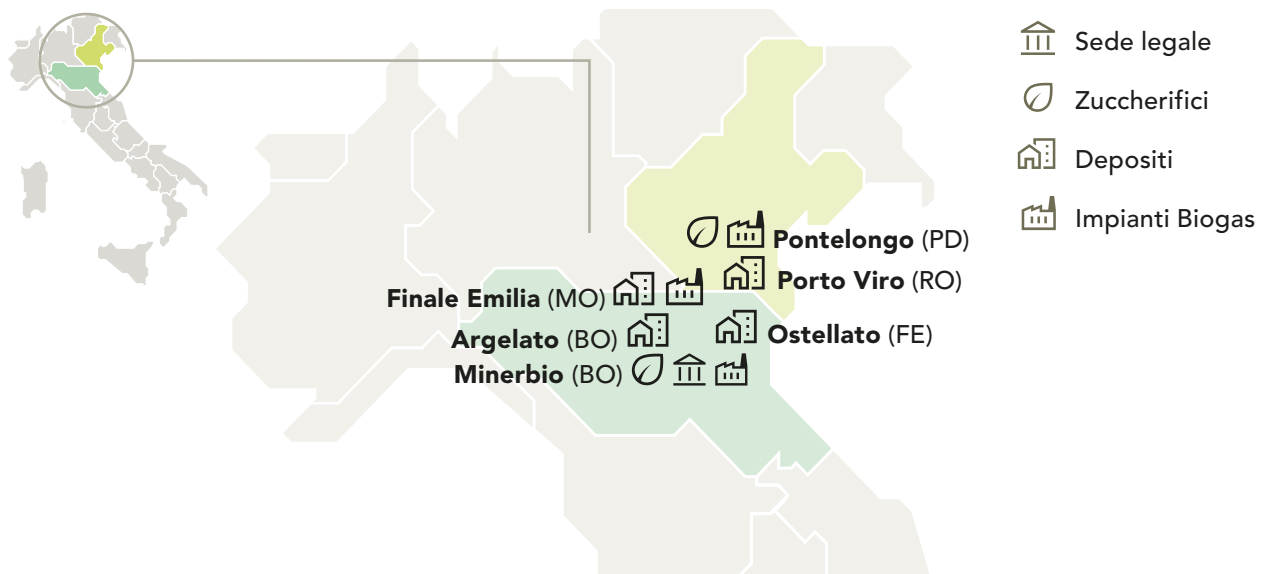 Sede legale
Zuccherifici
Depositi
Impianti Biogas
Pontelongo (PD)
Porto Viro (RO)
Finale Emilia (MO)
Argelato (BO)
Ostellato (FE)
Minerbio (BO)